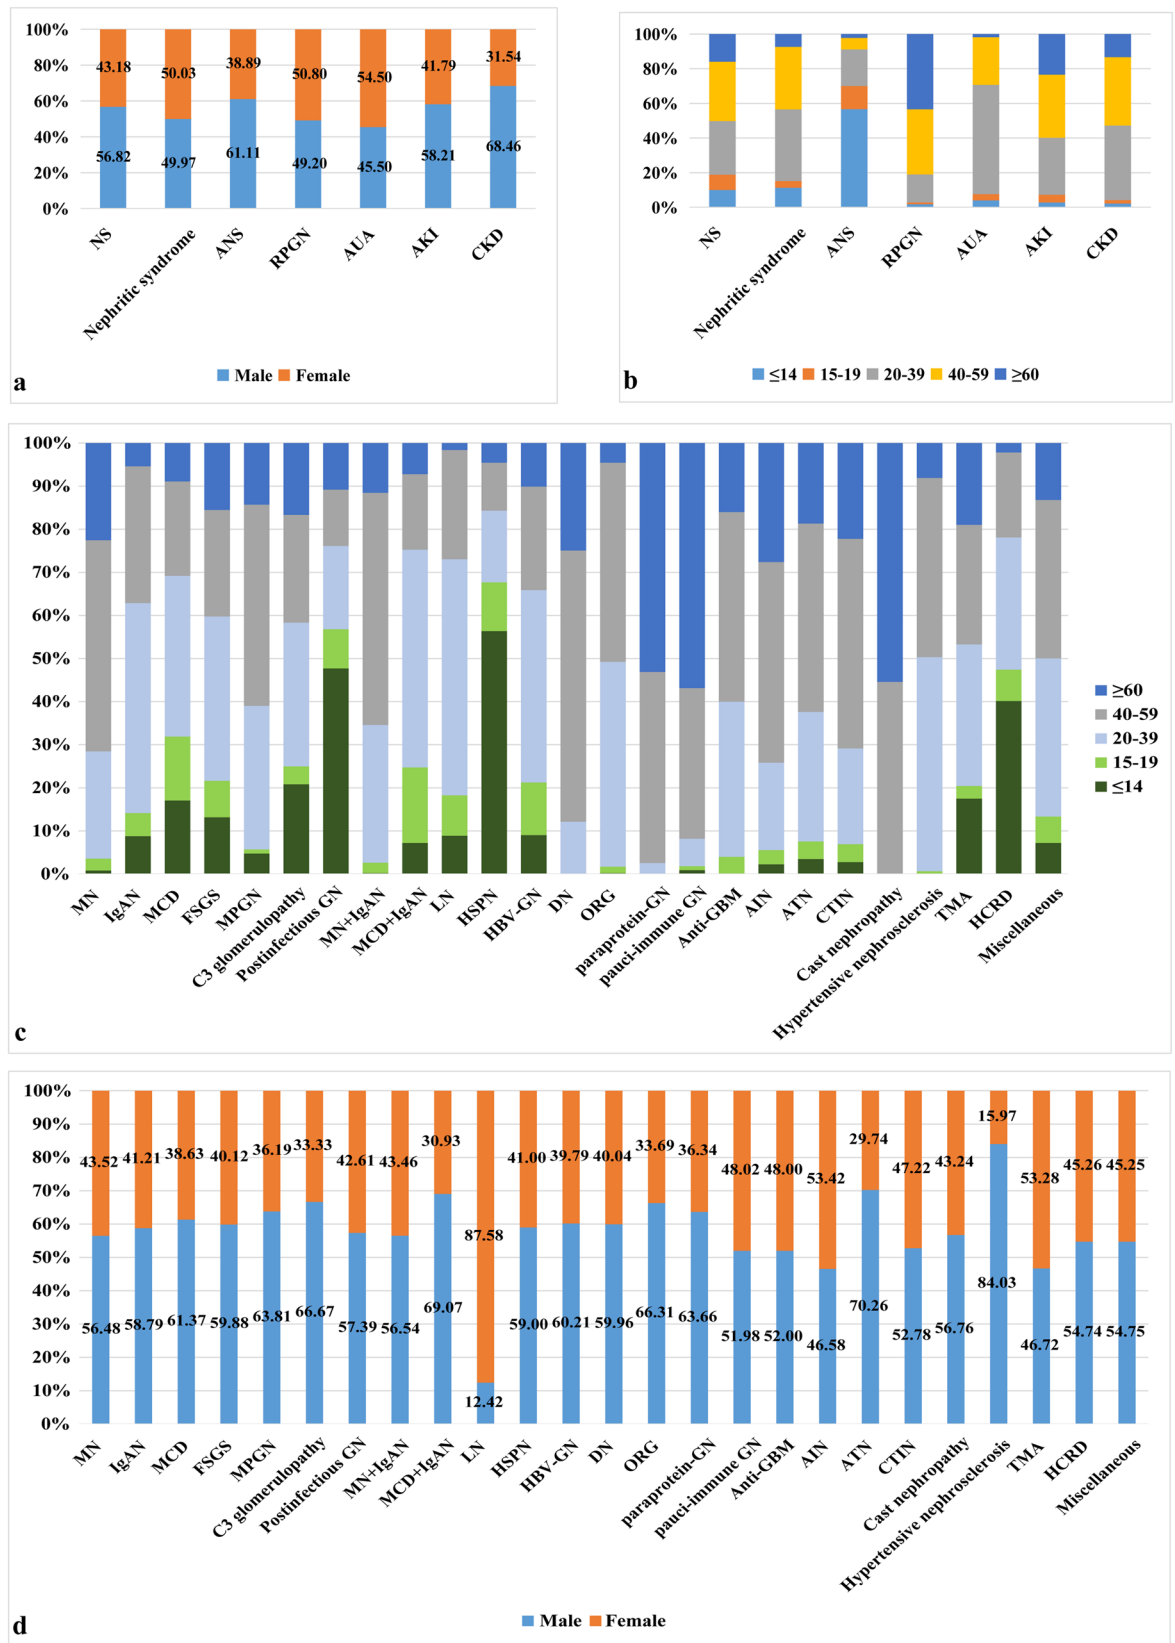 100%
80%
60%
40%
20%
0%
43.18 50.03 38.89 50.80 54.50 41.79 31.54
56.82 49.97 61.11 49.20 45.50 58.21 68.46
NS Nephritic syndrome ANS RPGN AUA AKI CKD
Male Female
a
100%
80%
60%
40%
20%
0%
NS Nephritic syndrome ANS RPGN AUA AKI CKD
≤14 15-19 20-39 40-59 ≥60
b
100%
90%
80%
70%
60%
50%
40%
30%
20%
10%
0%
MN IgAN MCD FSGS MPGN C3 glomerulopathy Postinfectious GN MN+IgAN MCD+IgAN LN HSPN HBV-GN DN ORG paraprotein-GN pauci-immune GN Anti-GBM AIN ATN CTIN Cast nephropathy Hypertensive nephrosclerosis TMA HCRD Miscellaneous
≥60
40-59
20-39
15-19
≤14
c
100%
90%
80%
70%
60%
50%
40%
30%
20%
10%
0%
43.52 41.21 38.63 40.12 36.19 33.33 42.61 43.46 30.93 87.58 41.00 39.79 40.04 33.69 36.34 48.02 48.00 53.42 29.74 47.22 43.24 15.97 53.28 45.26 45.25
56.48 58.79 61.37 59.88 63.81 66.67 57.39 56.54 69.07 12.42 59.00 60.21 59.96 66.31 63.66 51.98 52.00 46.58 70.26 52.78 56.76 84.03 46.72 54.74 54.75
MN IgAN MCD FSGS MPGN C3 glomerulopathy Postinfectious GN MN+IgAN MCD+IgAN LN HSPN HBV-GN DN ORG paraprotein-GN pauci-immune GN Anti-GBM AIN ATN CTIN Cast nephropathy Hypertensive nephrosclerosis TMA HCRD Miscellaneous
Male Female
d